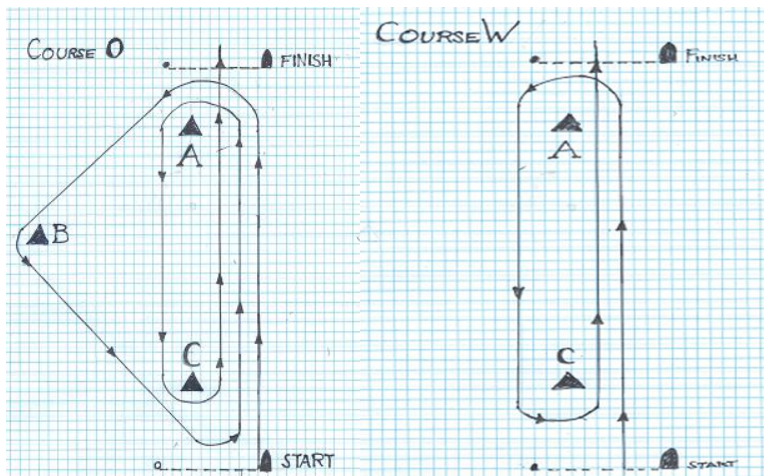 COURSE O
FINISH
A
B
C
START
COURSE W
FINISH
A
C
START